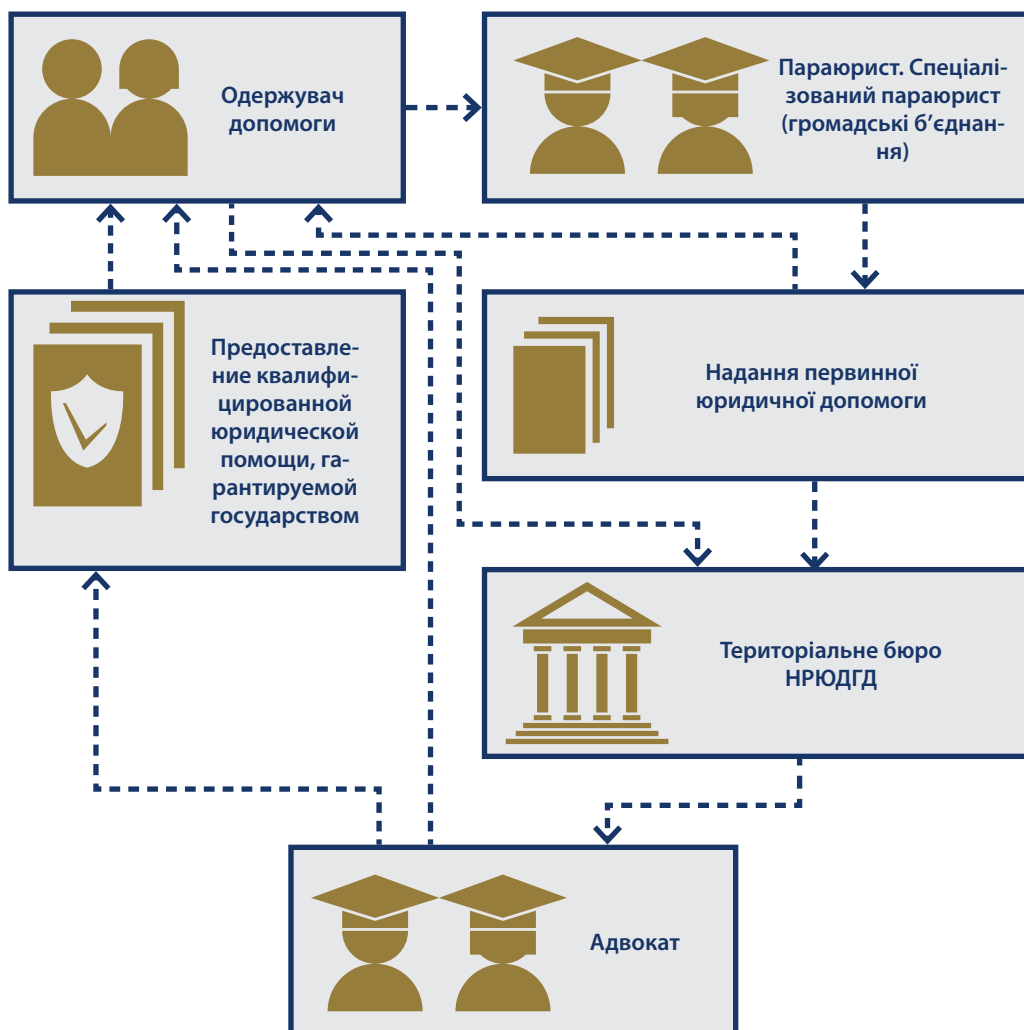 Одержувач
допомоги
Параюрист. Спеціалі-
зований параюрист
(громадські б’єднан-
ня)
Предоставле-
ние квалифи-
цированной
юридической
помощи, га-
рантируемой
государством
Надання первинної
юридичної допомоги
Територіальне бюро
НРЮДГД
Адвокат